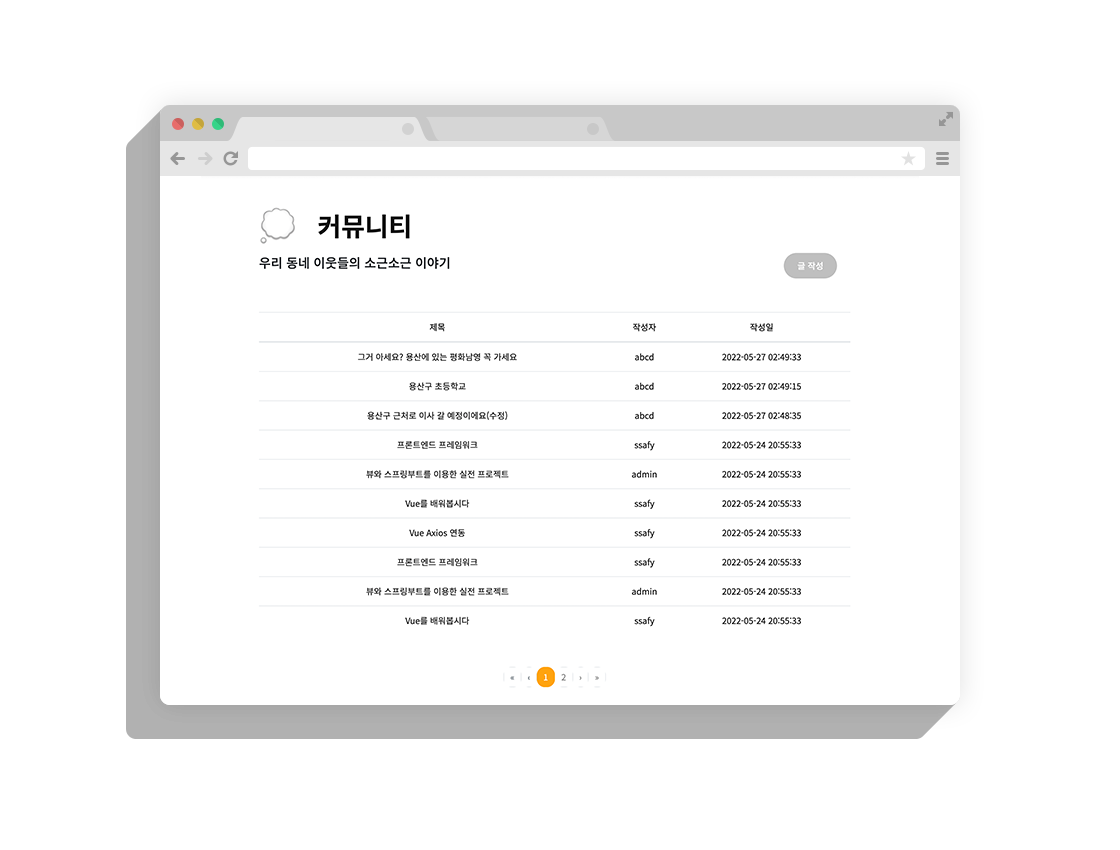 커뮤니티
우리 동네 이웃들의 소근소근 이야기
글 작성
제목 작성자 작성일
그거 아세요? 용산에 있는 평화남영 꼭 가세요 abcd 2022-05-27 02:49:33
용산구 초등학교 abcd 2022-05-27 02:49:15
용산구 근처로 이사 갈 예정이에요(수정) abcd 2022-05-27 02:48:35
프론트엔드 프레임워크 ssafy 2022-05-24 20:55:33
뷰와 스프링부트를 이용한 실전 프로젝트 admin 2022-05-24 20:55:33
Vue를 배워봅시다 ssafy 2022-05-24 20:55:33
Vue Axios 연동 ssafy 2022-05-24 20:55:33
프론트엔드 프레임워크 ssafy 2022-05-24 20:55:33
뷰와 스프링부트를 이용한 실전 프로젝트 admin 2022-05-24 20:55:33
Vue를 배워봅시다 ssafy 2022-05-24 20:55:33
« ‹ 1 2 › »